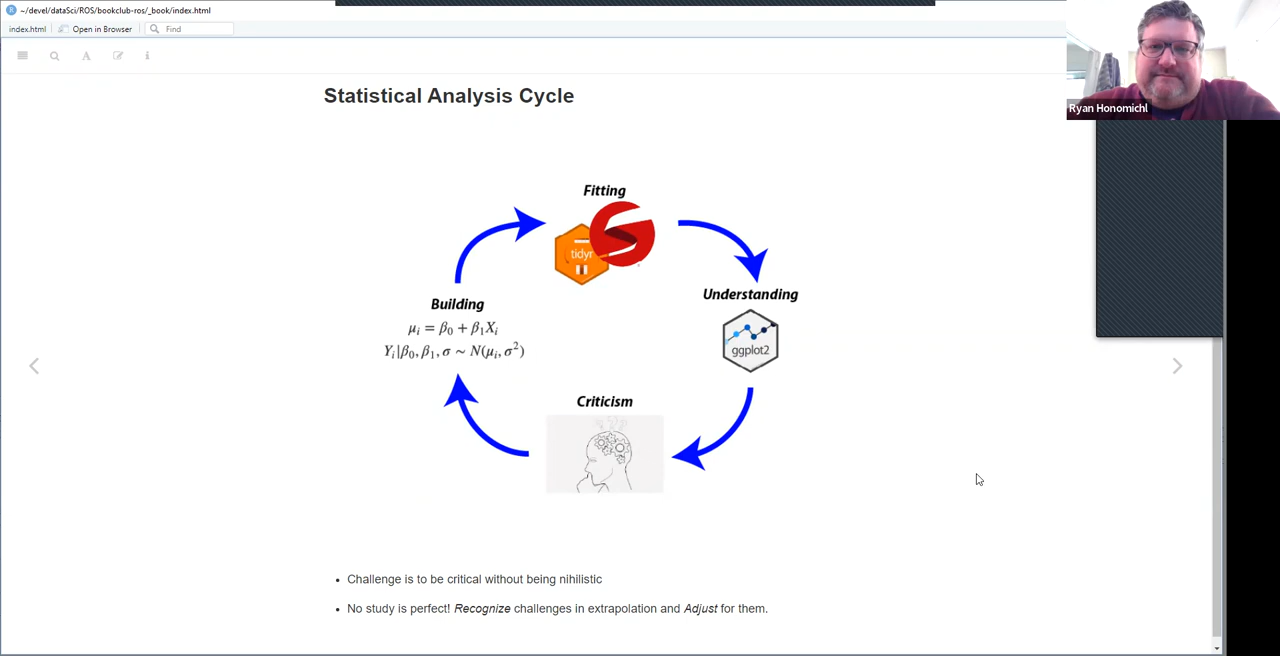 ~/devel/dataSci/ROS/bookclub-ros/_book/index.html
index.html
Open in Browser
Find
A
i
Ryan Honomichl
Statistical Analysis Cycle
Fitting
tidyr
S
Building
μᵢ = β₀ + β₁Xᵢ
Yᵢ|β₀, β₁, σ ~ N(μᵢ, σ²)
Understanding
ggplot2
Criticism
• Challenge is to be critical without being nihilistic
• No study is perfect! Recognize challenges in extrapolation and Adjust for them.